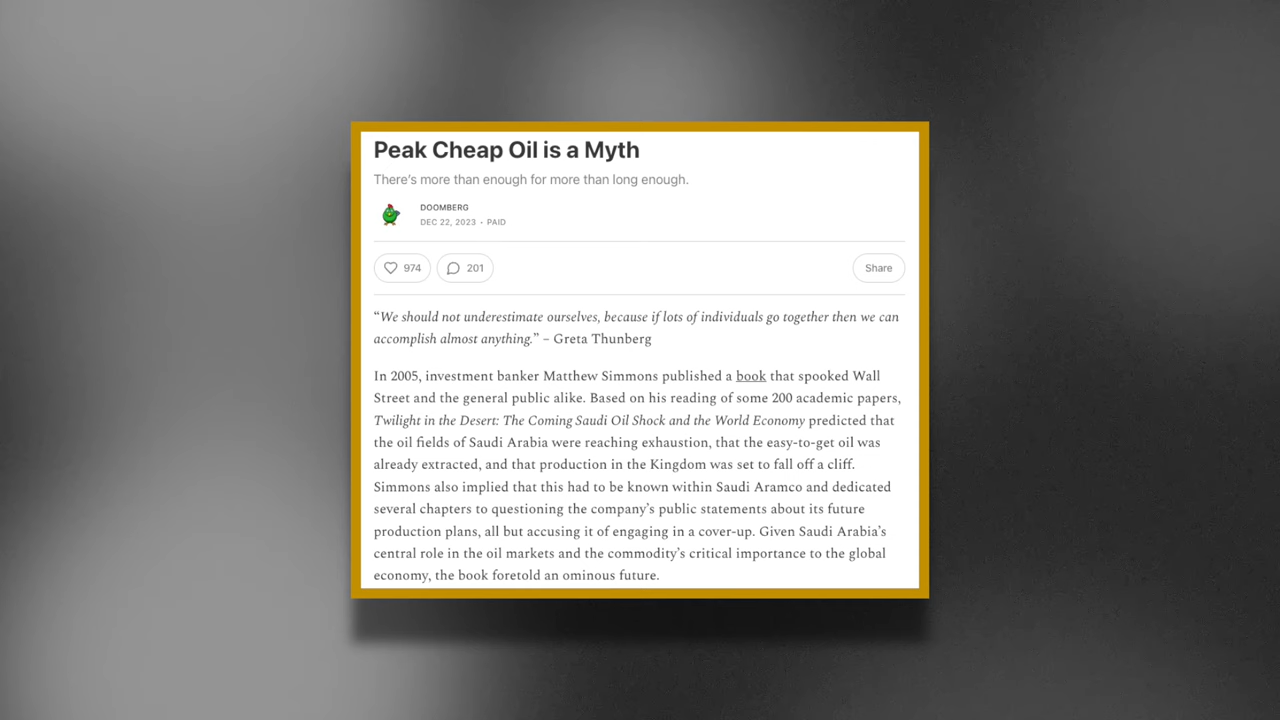 Peak Cheap Oil is a Myth
There's more than enough for more than long enough.
DOOMBERG
DEC 22, 2023 • PAID
974
201
Share
“We should not underestimate ourselves, because if lots of individuals go together then we can
accomplish almost anything.” – Greta Thunberg
In 2005, investment banker Matthew Simmons published a book that spooked Wall
Street and the general public alike. Based on his reading of some 200 academic papers,
Twilight in the Desert: The Coming Saudi Oil Shock and the World Economy predicted that
the oil fields of Saudi Arabia were reaching exhaustion, that the easy-to-get oil was
already extracted, and that production in the Kingdom was set to fall off a cliff.
Simmons also implied that this had to be known within Saudi Aramco and dedicated
several chapters to questioning the company’s public statements about its future
production plans, all but accusing it of engaging in a cover-up. Given Saudi Arabia’s
central role in the oil markets and the commodity’s critical importance to the global
economy, the book foretold an ominous future.